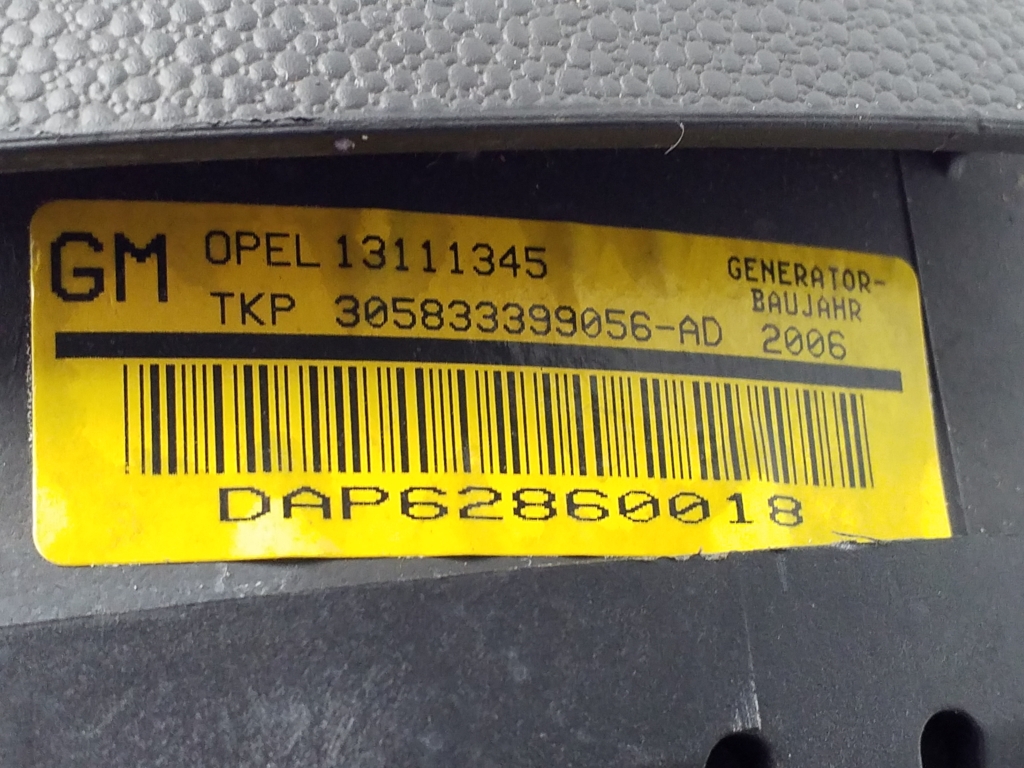 GM OPEL 13111345
TKP 305833399056-AD
GENERATOR-
BAUJAHR
2006
DAP62860018